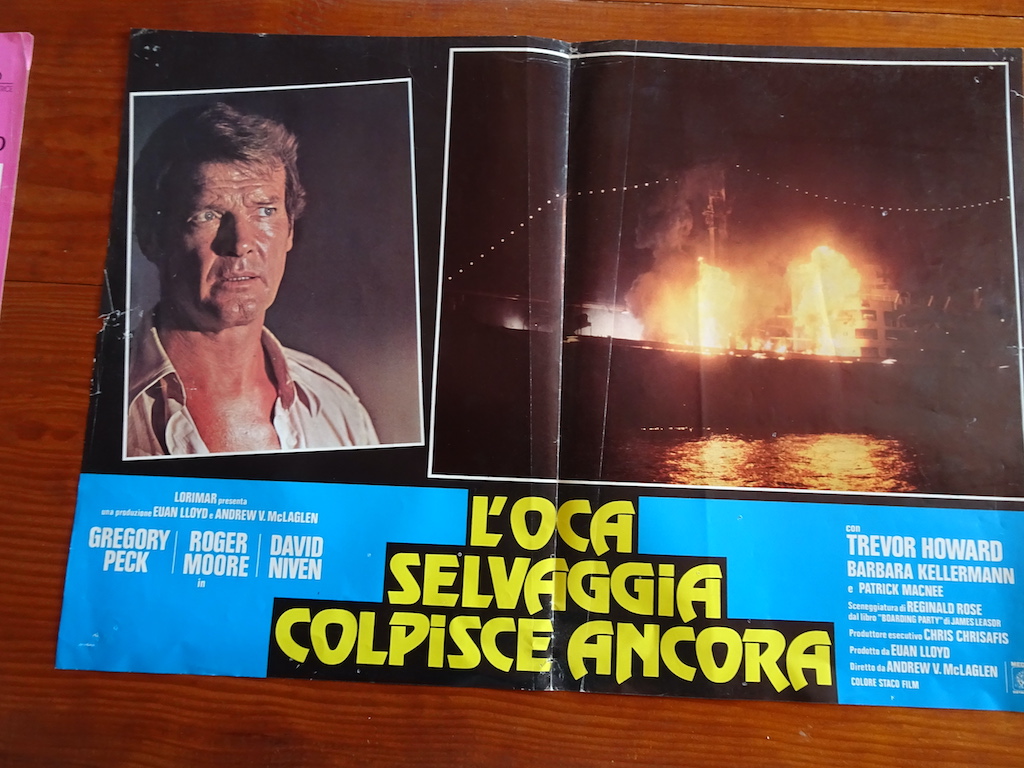 LORIMAR presenta
una produzione EUAN LLOYD e ANDREW V. McLAGLEN
GREGORY PECK
ROGER MOORE
DAVID NIVEN
in
L'OCA
SELVAGGIA
COLPISCE ANCORA
con
TREVOR HOWARD
BARBARA KELLERMANN
e PATRICK MACNEE
Sceneggiatura di REGINALD ROSE
dal libro "BOARDING PARTY" di JAMES LEASOR
Produttore esecutivo CHRIS CHRISAFIS
Prodotto da EUAN LLOYD
Diretto da ANDREW V. McLAGLEN
COLORE STACO FILM